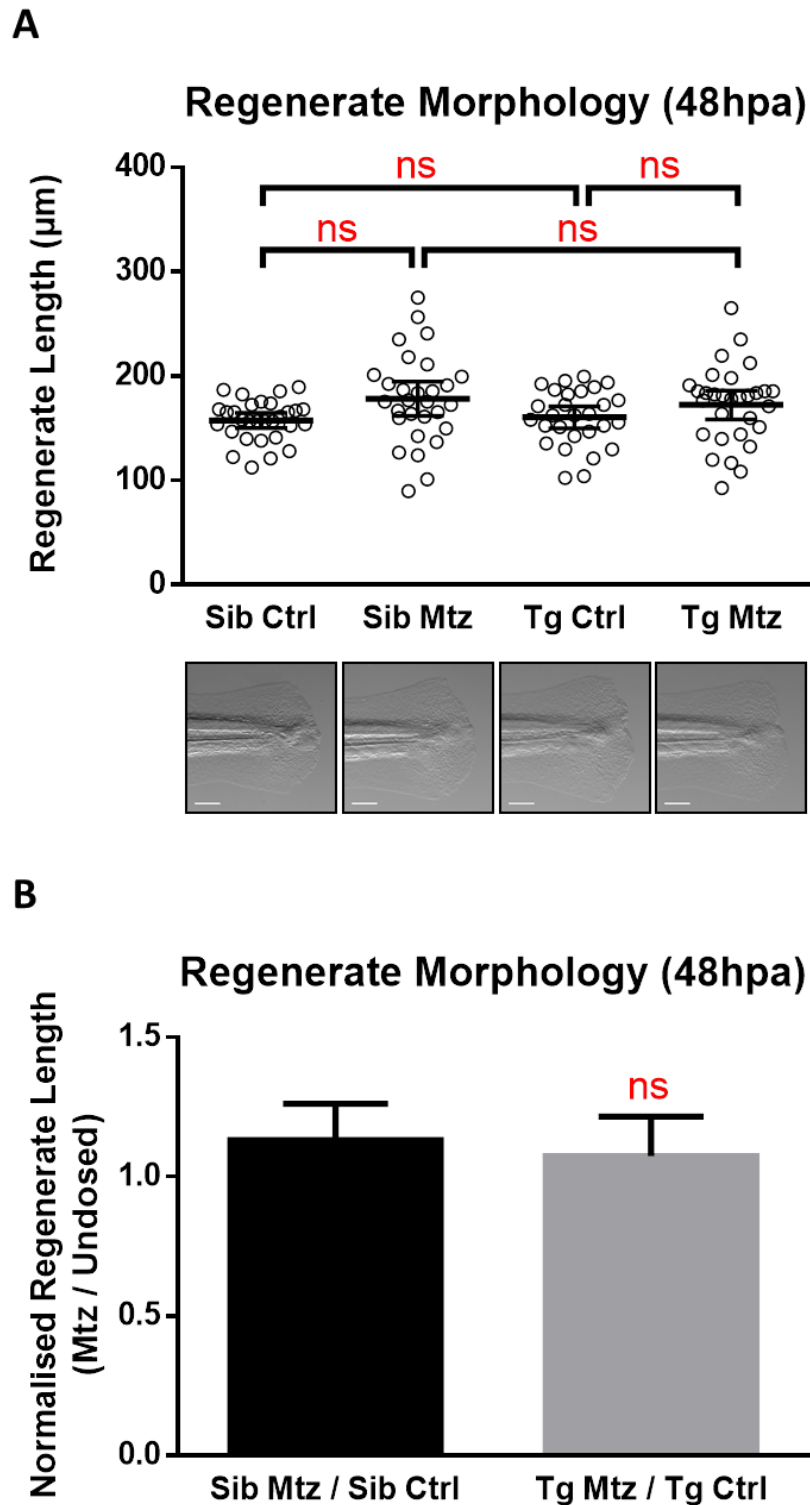 A
Regenerate Morphology (48hpa)
Regenerate Length (µm)
400
300
200
100
0
ns
ns
ns
ns
Sib Ctrl
Sib Mtz
Tg Ctrl
Tg Mtz
B
Regenerate Morphology (48hpa)
Normalised Regenerate Length
(Mtz / Undosed)
1.5
1.0
0.5
0.0
ns
Sib Mtz / Sib Ctrl
Tg Mtz / Tg Ctrl